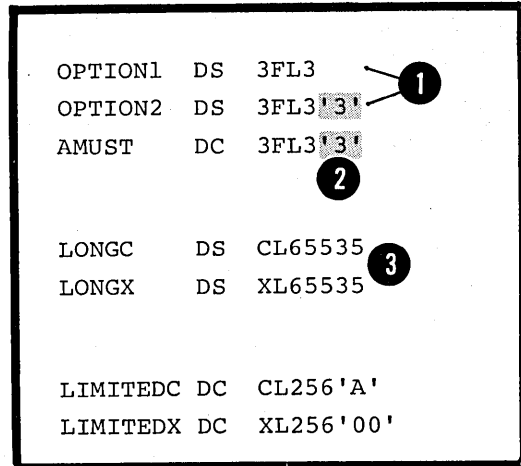 OPTION1 DS 3FL3 1
OPTION2 DS 3FL3'3'
AMUST DC 3FL3'3'
2
LONGC DS CL65535 3
LONGX DS XL65535
LIMITEDC DC CL256'A'
LIMITEDX DC XL256'00'